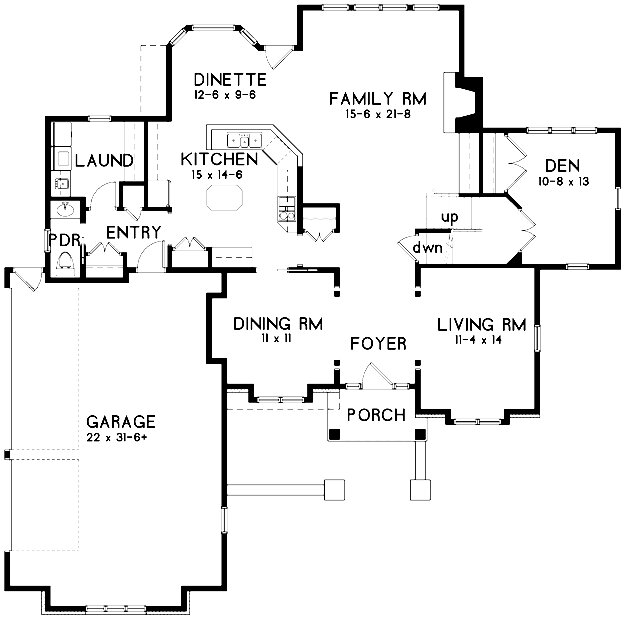 DINETTE
12-6 x 9-6
FAMILY RM
15-6 x 21-8
LAUND
KITCHEN
15 x 14-6
DEN
10-8 x 13
PDR
ENTRY
up
dwn
DINING RM
11 x 11
FOYER
LIVING RM
11-4 x 14
PORCH
GARAGE
22 x 31-6+